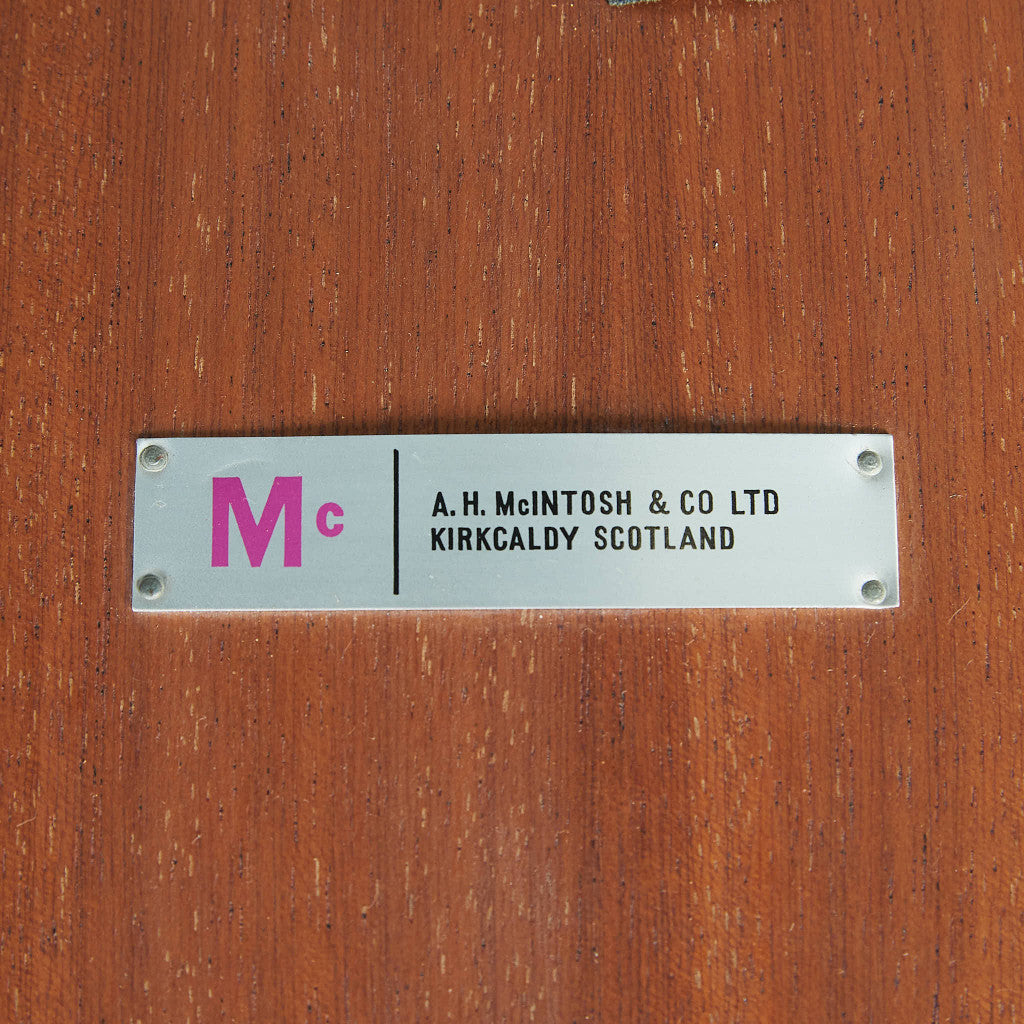 Mc
A. H. McINTOSH & CO LTD
KIRKCALDY SCOTLAND